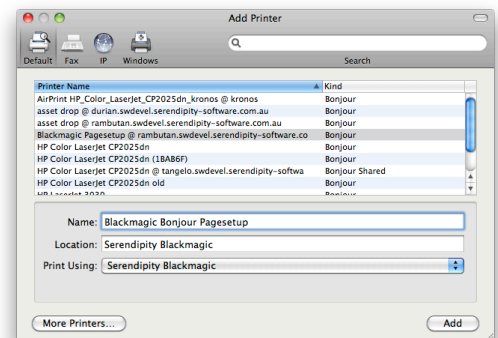 Add Printer
Default Fax IP Windows Search
Printer Name Kind
AirPrint HP_Color_LaserJet_CP2025dn_kronos @ kronos Bonjour
asset drop @ durian.swdevel.serendipity-software.com.au Bonjour
asset drop @ rambutan.swdevel.serendipity-software.com.au Bonjour
Blackmagic Pagesetup @ rambutan.swdevel.serendipity-software.co Bonjour
HP Color LaserJet CP2025dn Bonjour
HP Color LaserJet CP2025dn (1BAB6F) Bonjour
HP Color LaserJet CP2025dn @ tangelo.swdevel.serendipity-softwa Bonjour Shared
HP Color LaserJet CP2025dn old Bonjour
HP LaserJet 3030 Bonjour
Name: Blackmagic Bonjour Pagesetup
Location: Serendipity Blackmagic
Print Using: Serendipity Blackmagic
More Printers... Add